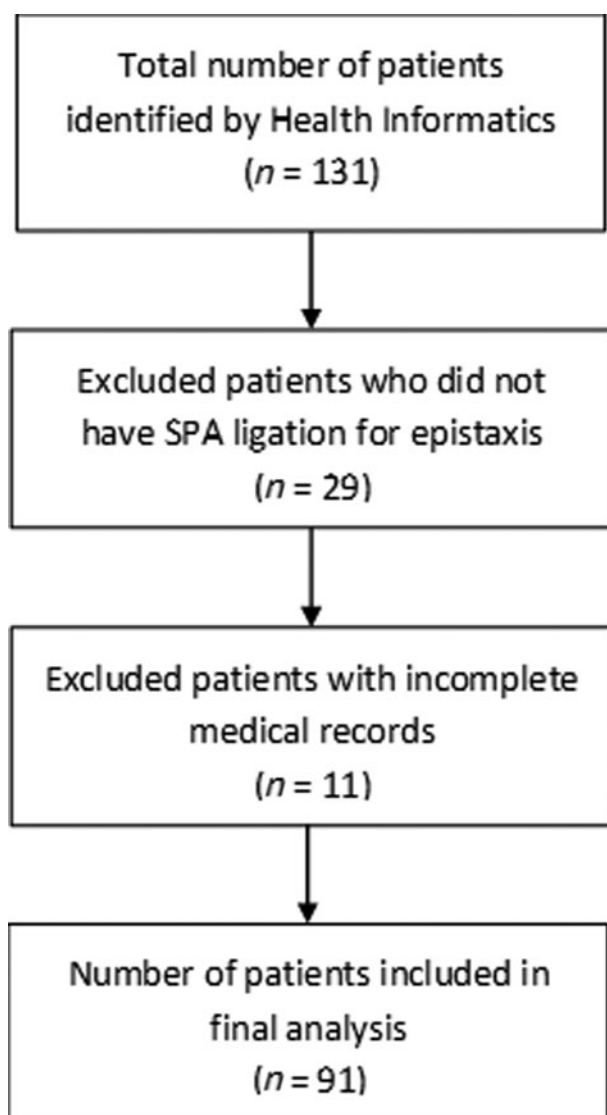 Total number of patients
identified by Health Informatics
(n = 131)
Excluded patients who did not
have SPA ligation for epistaxis
(n = 29)
Excluded patients with incomplete
medical records
(n = 11)
Number of patients included in
final analysis
(n = 91)